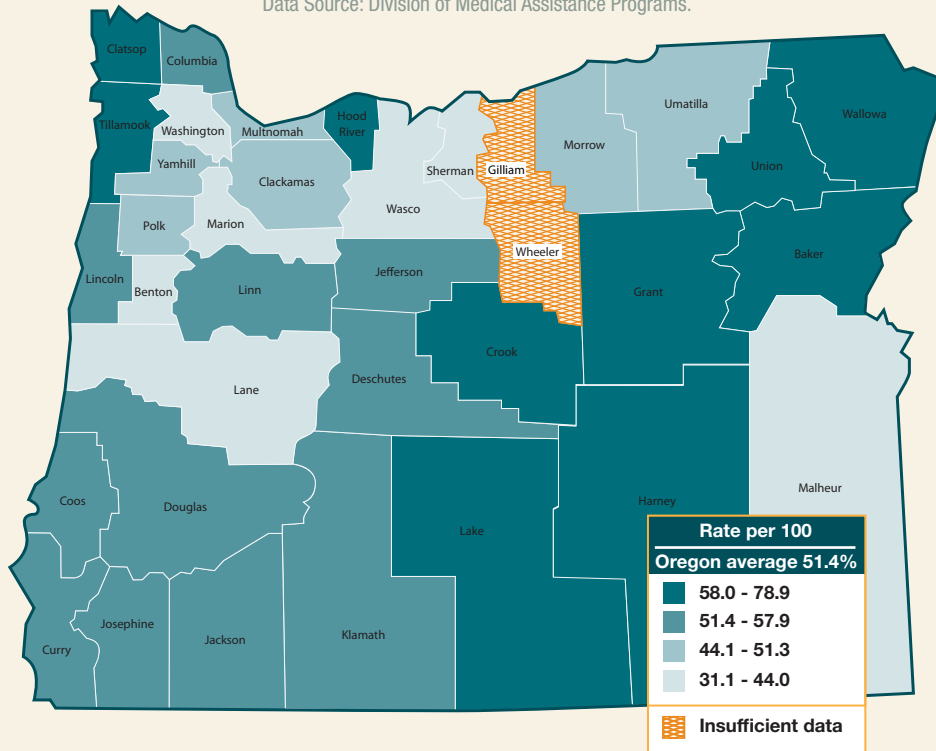 Data Source: Division of Medical Assistance Programs.
Clatsop
Columbia
Tillamook
Washington
Multnomah
Hood
River
Yamhill
Clackamas
Sherman
Gilliam
Morrow
Umatilla
Union
Wallowa
Polk
Marion
Wasco
Wheeler
Baker
Lincoln
Benton
Linn
Jefferson
Grant
Crook
Lane
Deschutes
Coos
Douglas
Lake
Harney
Malheur
Curry
Josephine
Jackson
Klamath
Rate per 100
Oregon average 51.4%
58.0 - 78.9
51.4 - 57.9
44.1 - 51.3
31.1 - 44.0
Insufficient data